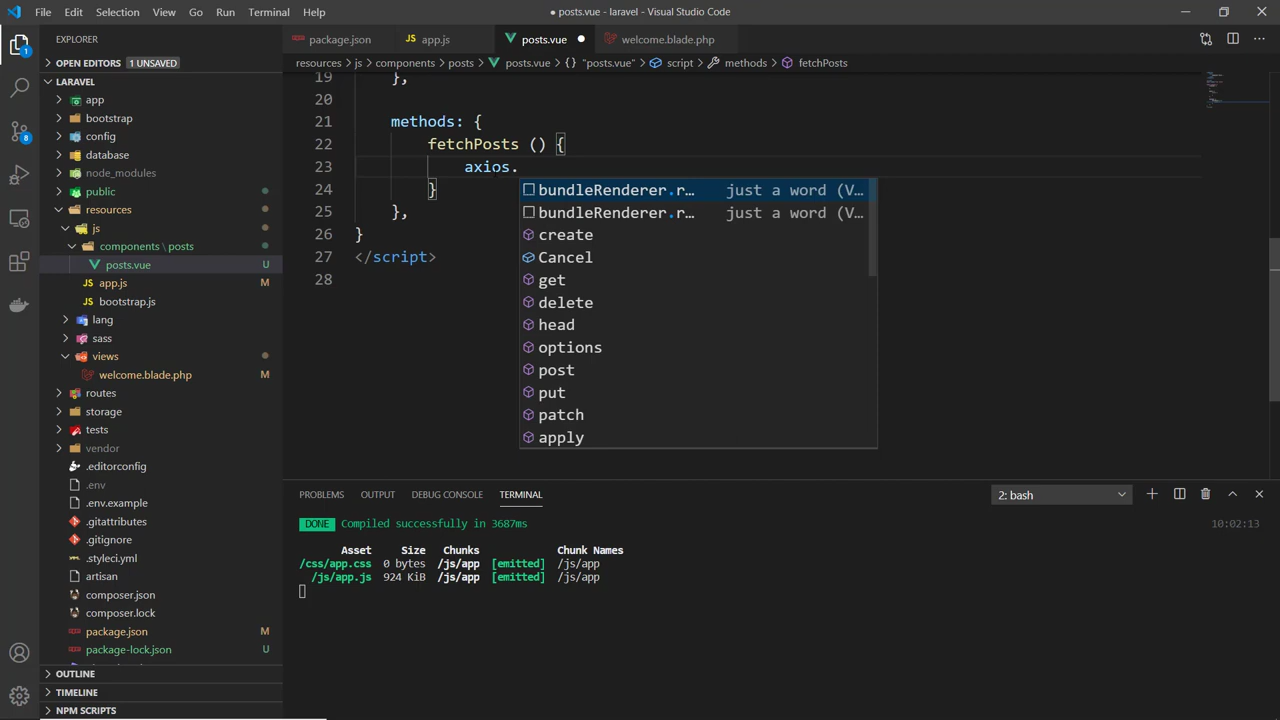 File Edit Selection View Go Run Terminal Help
● posts.vue - laravel - Visual Studio Code
EXPLORER
OPEN EDITORS 1 UNSAVED
LARAVEL
app
bootstrap
config
database
node_modules
public
resources
js
components \ posts
posts.vue U
app.js M
bootstrap.js
lang
sass
views
welcome.blade.php M
routes
storage
tests
vendor
.editorconfig
.env
.env.example
.gitattributes
.gitignore
.styleci.yml
artisan
composer.json
composer.lock
package.json M
package-lock.json U
OUTLINE
TIMELINE
NPM SCRIPTS
1
8
package.json app.js posts.vue ● welcome.blade.php
resources > js > components > posts > posts.vue > {} "posts.vue" > script > methods > fetchPosts
19 },
20
21 methods: {
22 fetchPosts () {
23 axios.
24 }
25 },
26 }
27 </script>
28
bundleRenderer.r… just a word (V…
bundleRenderer.r… just a word (V…
create
Cancel
get
delete
head
options
post
put
patch
apply
PROBLEMS OUTPUT DEBUG CONSOLE TERMINAL 2: bash
DONE Compiled successfully in 3687ms 10:02:13
Asset Size Chunks Chunk Names
/css/app.css 0 bytes /js/app [emitted] /js/app
/js/app.js 924 KiB /js/app [emitted] /js/app